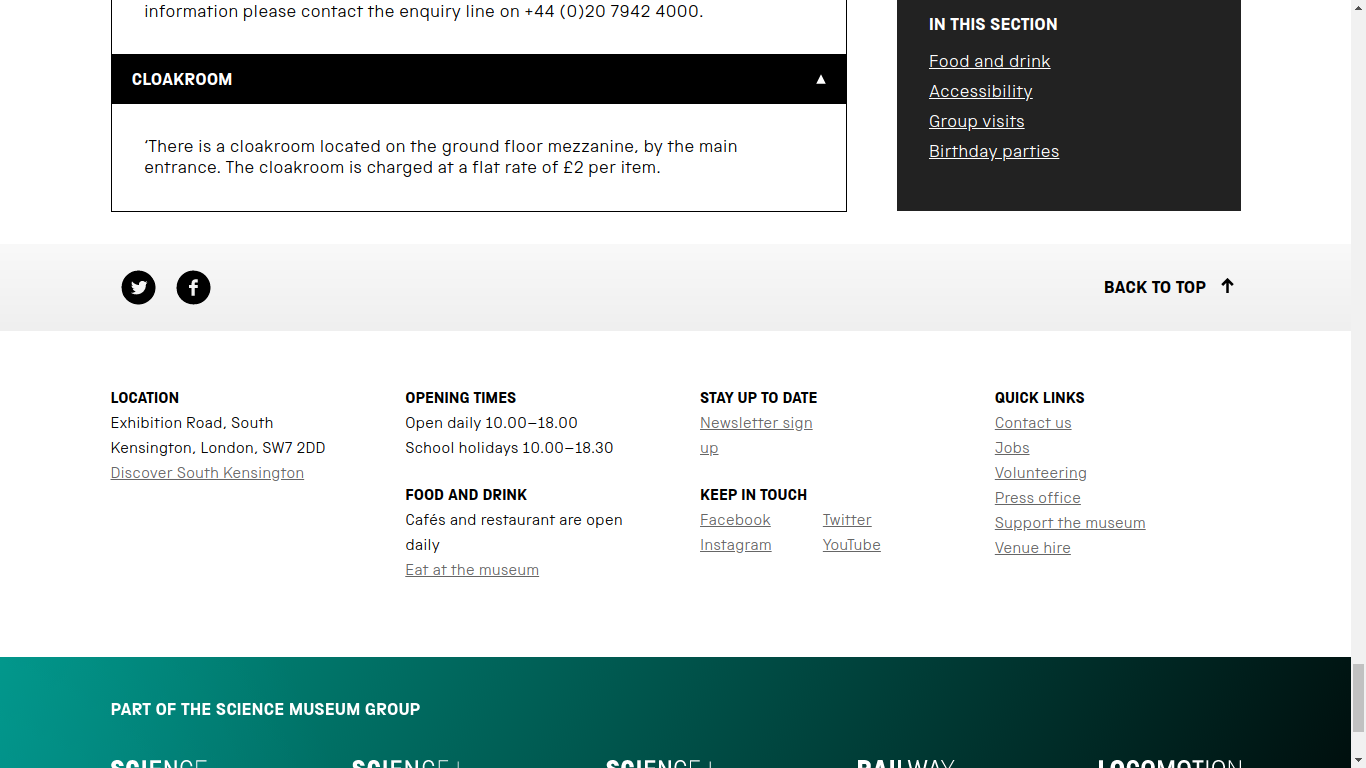 information please contact the enquiry line on +44 (0)20 7942 4000.
CLOAKROOM
‘There is a cloakroom located on the ground floor mezzanine, by the main
entrance. The cloakroom is charged at a flat rate of £2 per item.
IN THIS SECTION
Food and drink
Accessibility
Group visits
Birthday parties
BACK TO TOP
LOCATION
Exhibition Road, South
Kensington, London, SW7 2DD
Discover South Kensington
OPENING TIMES
Open daily 10.00–18.00
School holidays 10.00–18.30
FOOD AND DRINK
Cafés and restaurant are open
daily
Eat at the museum
STAY UP TO DATE
Newsletter sign
up
KEEP IN TOUCH
Facebook
Twitter
Instagram
YouTube
QUICK LINKS
Contact us
Jobs
Volunteering
Press office
Support the museum
Venue hire
PART OF THE SCIENCE MUSEUM GROUP
SCIENCE
SCIENCE+
SCIENCE+
RAILWAY
LOCOMOTION